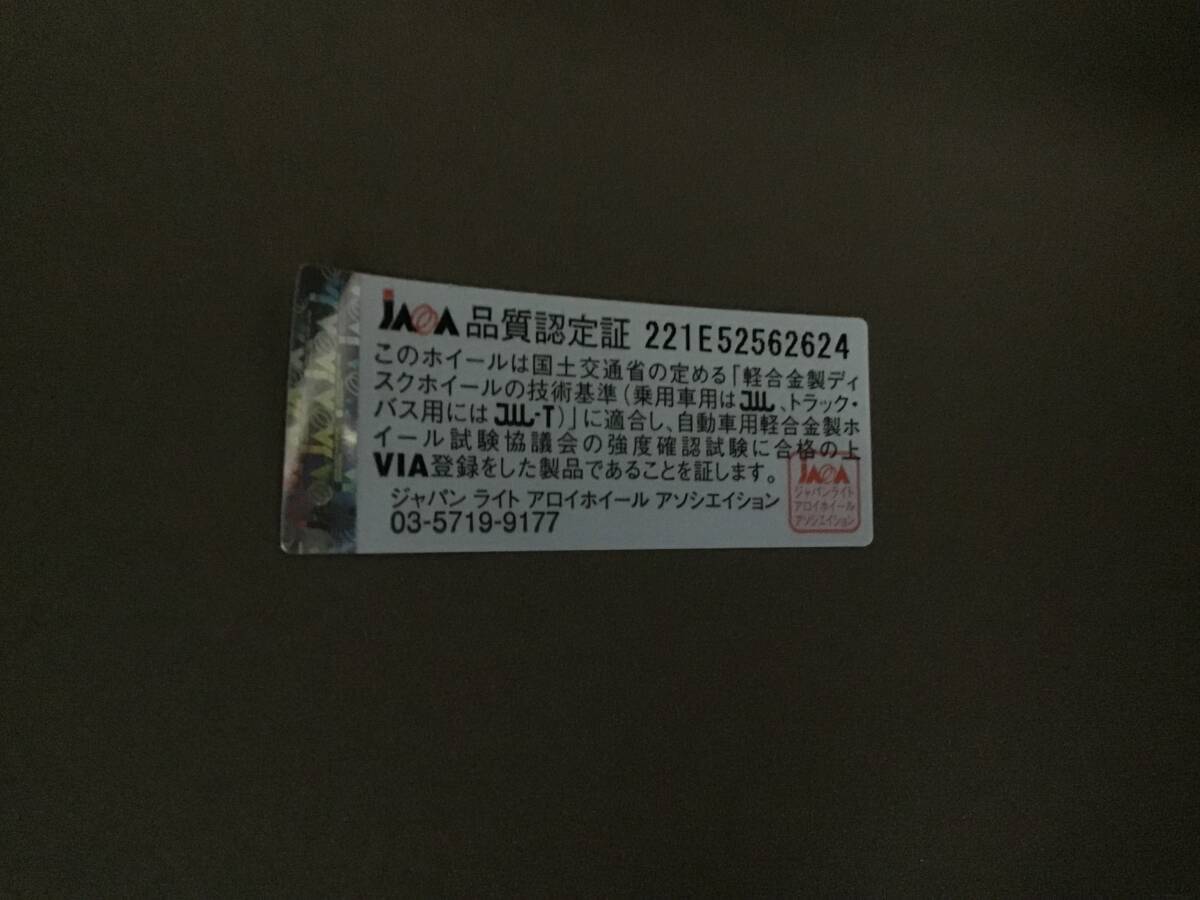 JAWA 品質認定証 221E52562624
このホイールは国土交通省の定める「軽合金製ディ
スクホイールの技術基準(乗用車用はJWL、トラック・
バス用にはJWL-T)」に適合し、自動車用軽合金製ホ
イール試験協議会の強度確認試験に合格の上
VIA登録をした製品であることを証します。
ジャパン ライト アロイホイール アソシエイション
03-5719-9177
JAWA
ジャパンライト
アロイホイール
アソシエイション